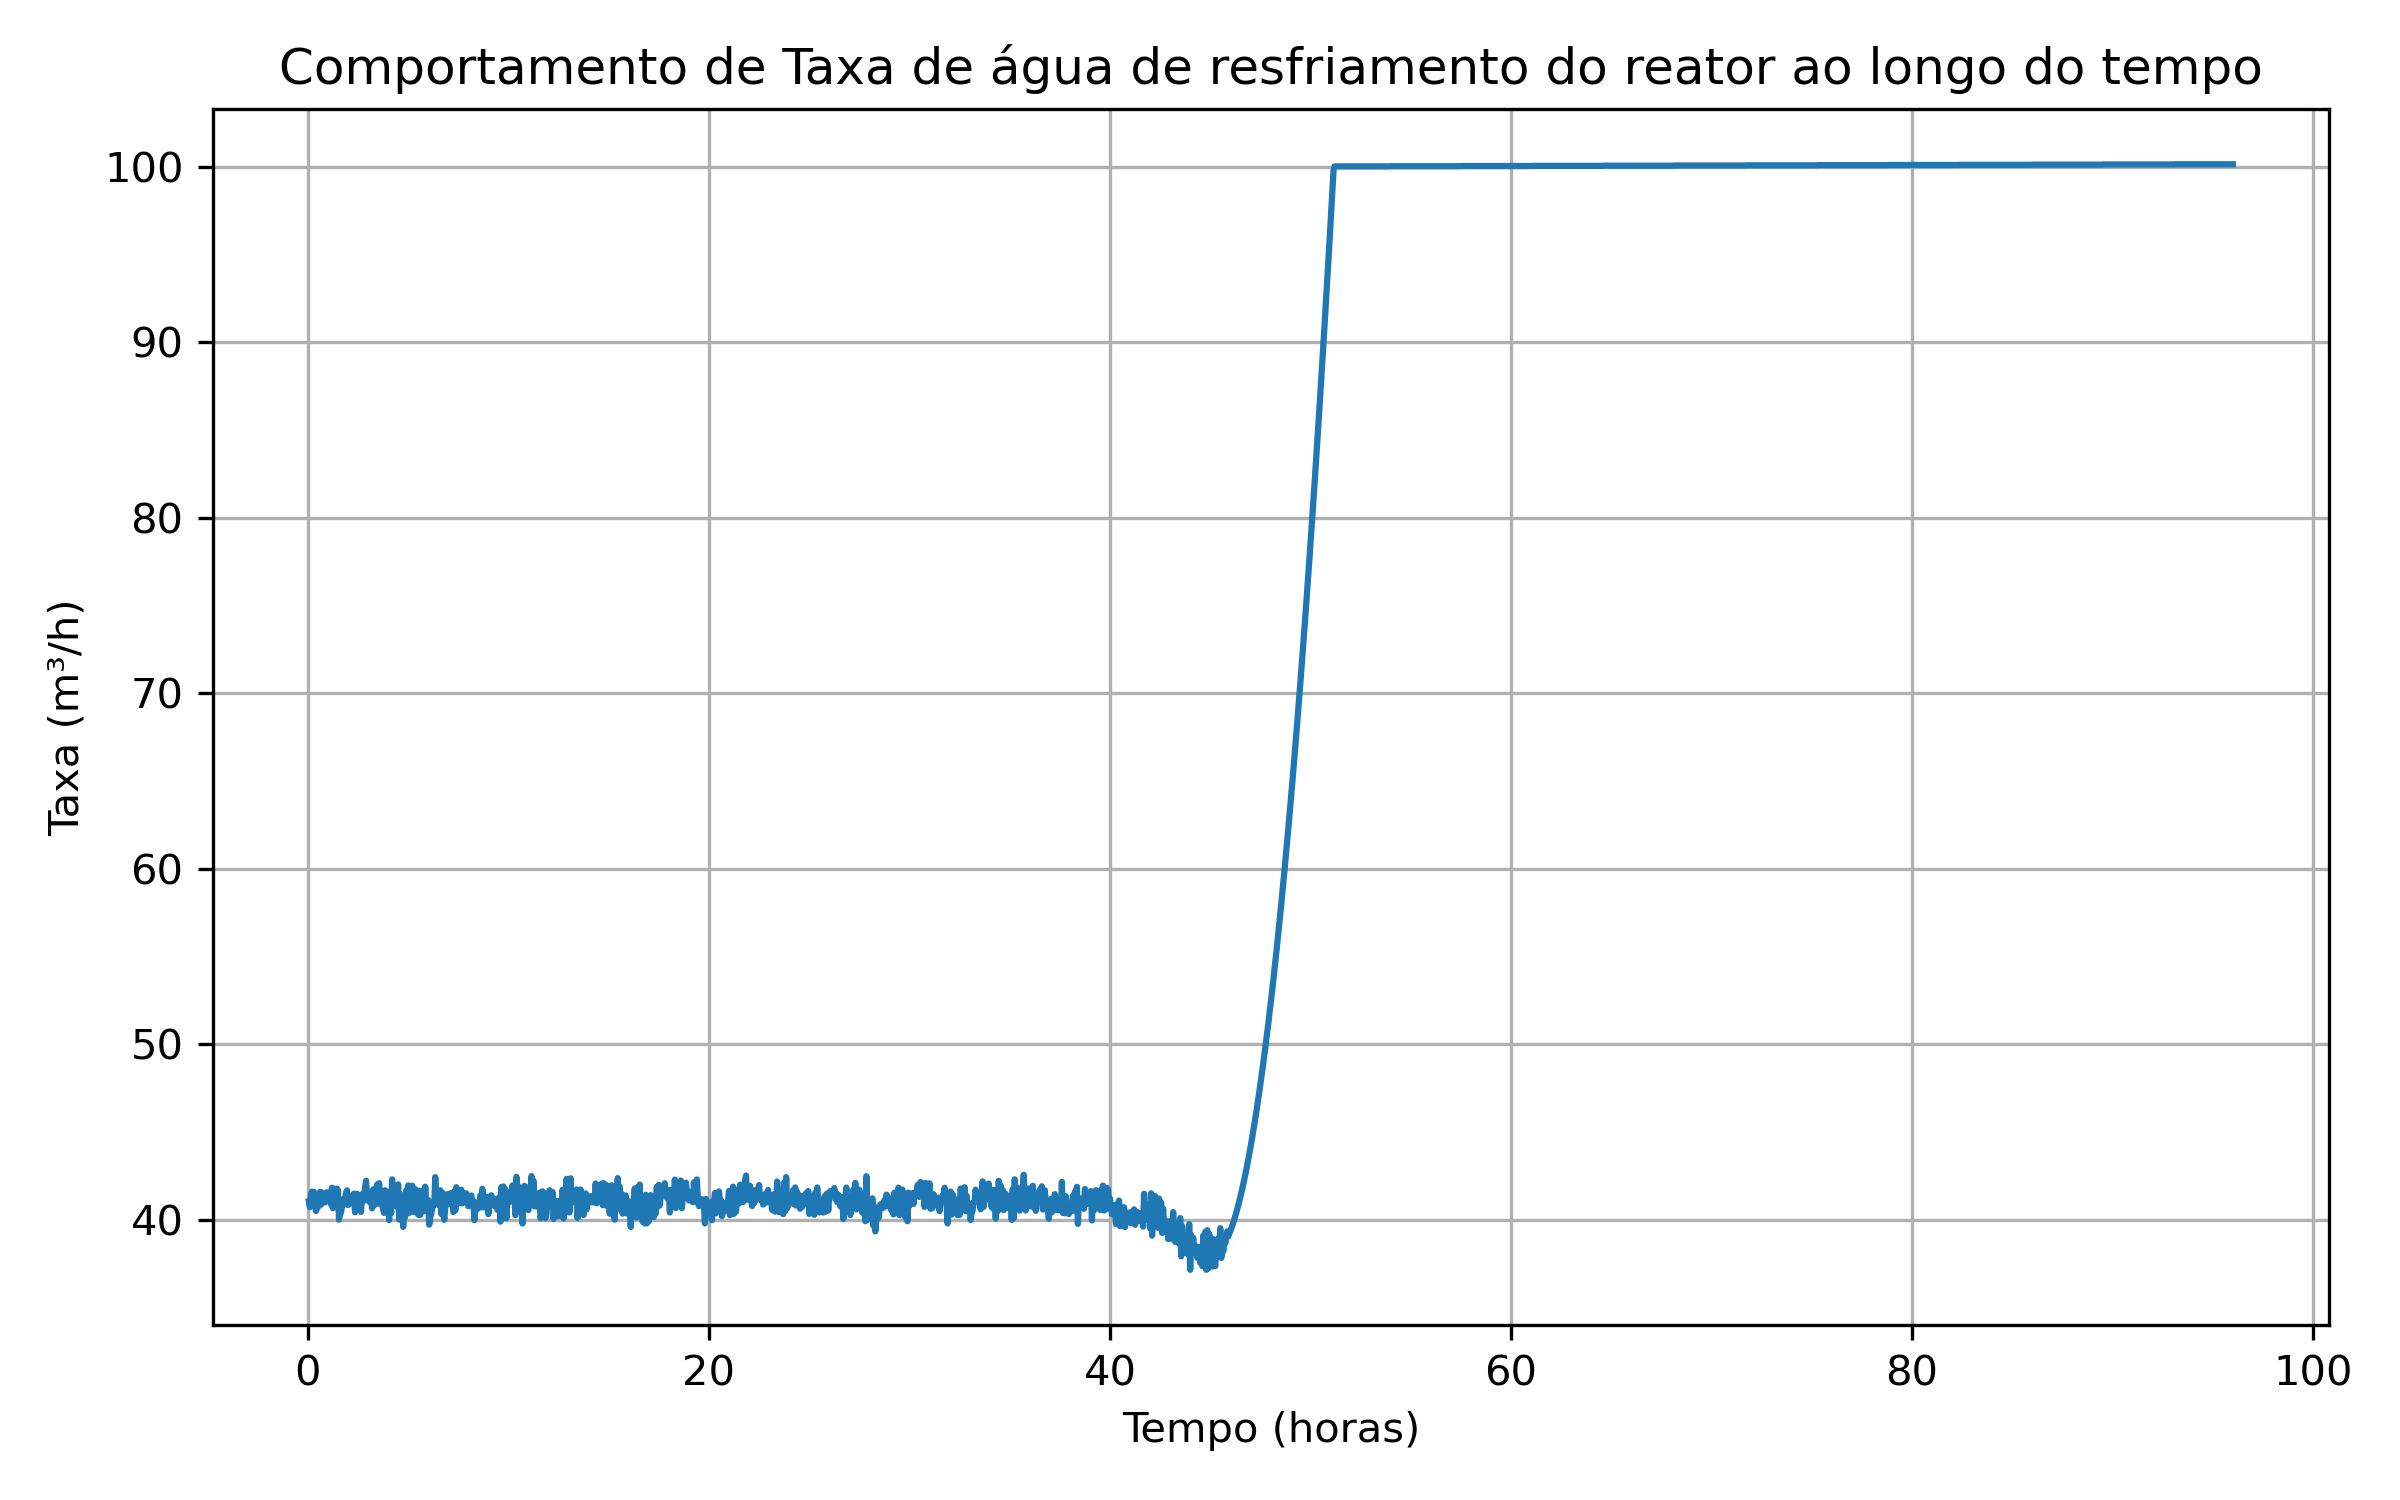 Comportamento de Taxa de água de resfriamento do reator ao longo do tempo
100
90
80
70
60
50
40
Taxa (m³/h)
0 20 40 60 80 100
Tempo (horas)